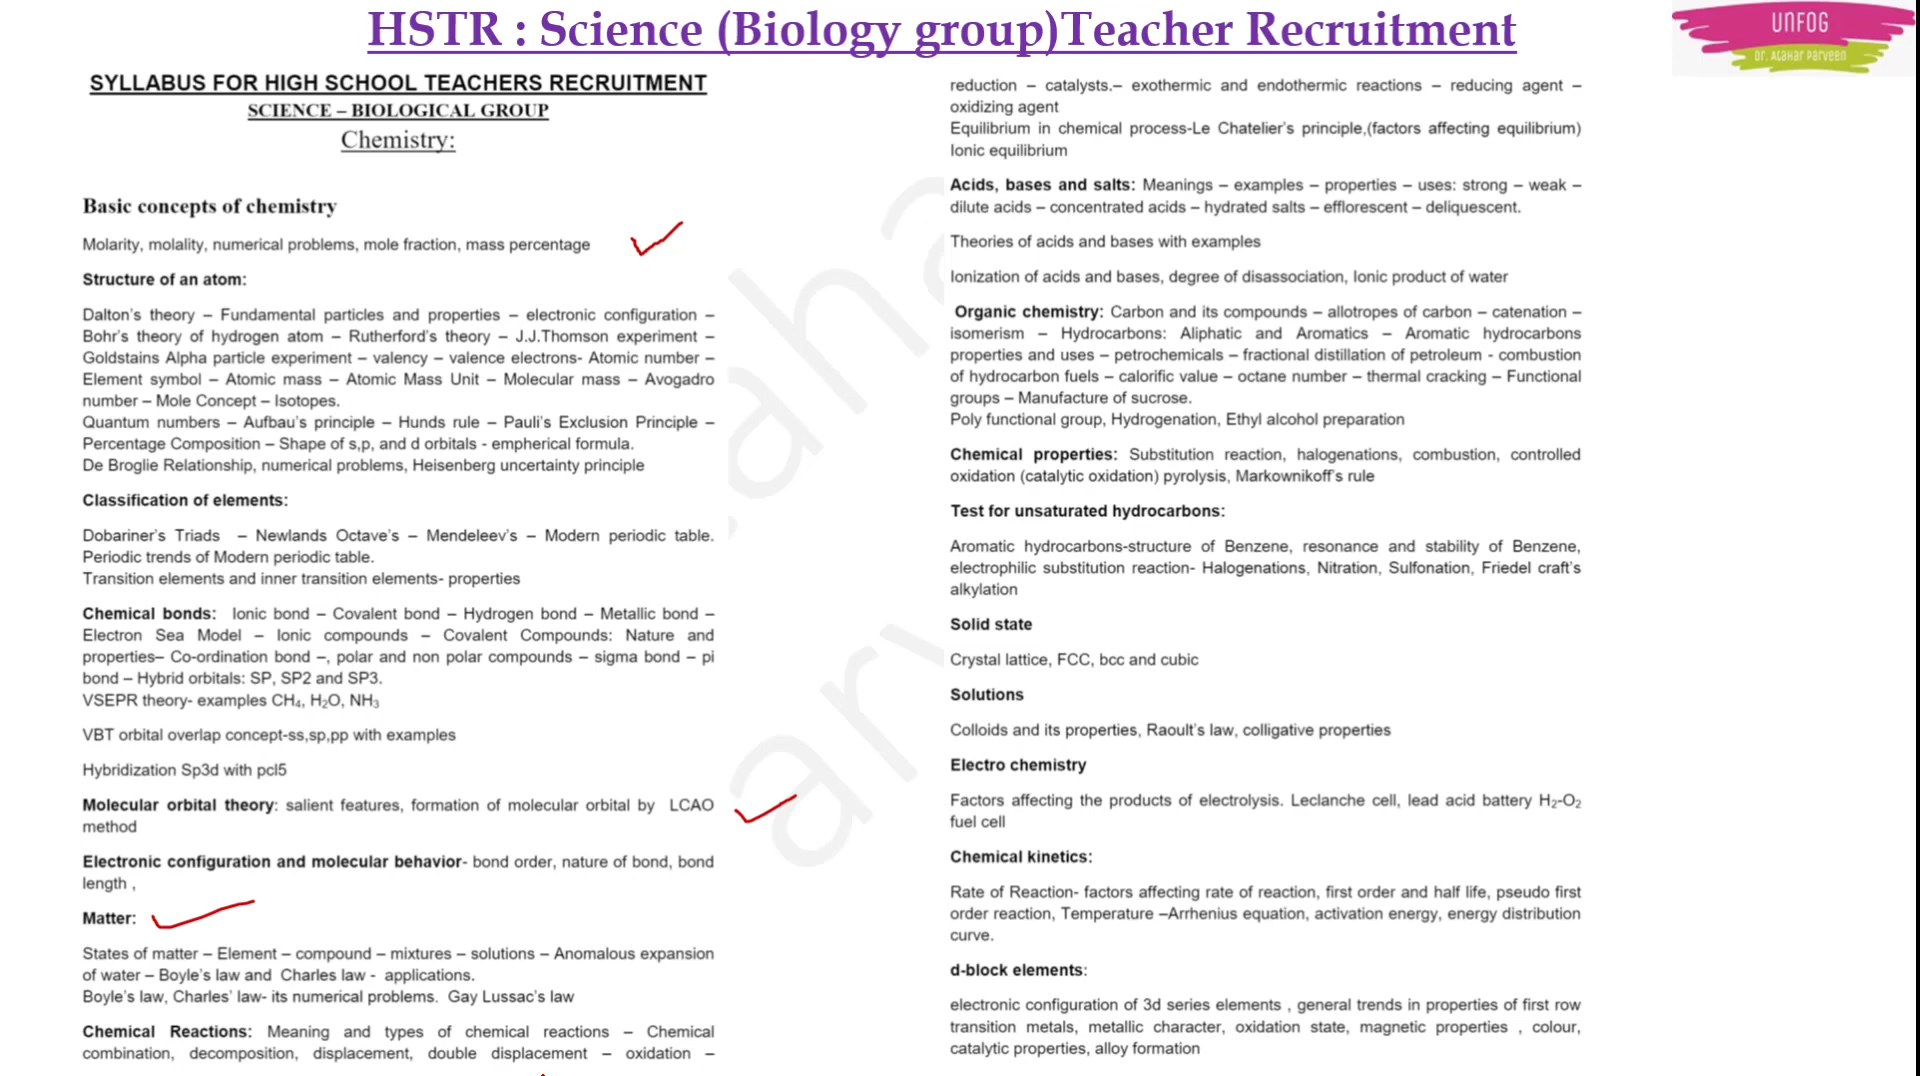 HSTR : Science (Biology group)Teacher Recruitment
UNFOG
Dr. Atahar Parveen
SYLLABUS FOR HIGH SCHOOL TEACHERS RECRUITMENT
SCIENCE – BIOLOGICAL GROUP
Chemistry:
Basic concepts of chemistry
Molarity, molality, numerical problems, mole fraction, mass percentage
Structure of an atom:
Dalton's theory – Fundamental particles and properties – electronic configuration –
Bohr's theory of hydrogen atom – Rutherford's theory – J.J.Thomson experiment –
Goldstains Alpha particle experiment – valency – valence electrons- Atomic number –
Element symbol – Atomic mass – Atomic Mass Unit – Molecular mass – Avogadro
number – Mole Concept – Isotopes.
Quantum numbers – Aufbau's principle – Hunds rule – Pauli's Exclusion Principle –
Percentage Composition – Shape of s,p, and d orbitals - empherical formula.
De Broglie Relationship, numerical problems, Heisenberg uncertainty principle
Classification of elements:
Dobariner's Triads – Newlands Octave's – Mendeleev's – Modern periodic table.
Periodic trends of Modern periodic table.
Transition elements and inner transition elements- properties
Chemical bonds: Ionic bond – Covalent bond – Hydrogen bond – Metallic bond –
Electron Sea Model – Ionic compounds – Covalent Compounds: Nature and
properties– Co-ordination bond –, polar and non polar compounds – sigma bond – pi
bond – Hybrid orbitals: SP, SP2 and SP3.
VSEPR theory- examples CH₄, H₂O, NH₃
VBT orbital overlap concept-ss,sp,pp with examples
Hybridization Sp3d with pcl5
Molecular orbital theory: salient features, formation of molecular orbital by LCAO
method
Electronic configuration and molecular behavior- bond order, nature of bond, bond
length ,
Matter:
States of matter – Element – compound – mixtures – solutions – Anomalous expansion
of water – Boyle's law and Charles law - applications.
Boyle's law, Charles' law- its numerical problems. Gay Lussac's law
Chemical Reactions: Meaning and types of chemical reactions – Chemical
combination, decomposition, displacement, double displacement – oxidation –
reduction – catalysts.– exothermic and endothermic reactions – reducing agent –
oxidizing agent
Equilibrium in chemical process-Le Chatelier's principle,(factors affecting equilibrium)
Ionic equilibrium
Acids, bases and salts: Meanings – examples – properties – uses: strong – weak –
dilute acids – concentrated acids – hydrated salts – efflorescent – deliquescent.
Theories of acids and bases with examples
Ionization of acids and bases, degree of disassociation, Ionic product of water
Organic chemistry: Carbon and its compounds – allotropes of carbon – catenation –
isomerism – Hydrocarbons: Aliphatic and Aromatics – Aromatic hydrocarbons
properties and uses – petrochemicals – fractional distillation of petroleum - combustion
of hydrocarbon fuels – calorific value – octane number – thermal cracking – Functional
groups – Manufacture of sucrose.
Poly functional group, Hydrogenation, Ethyl alcohol preparation
Chemical properties: Substitution reaction, halogenations, combustion, controlled
oxidation (catalytic oxidation) pyrolysis, Markownikoff's rule
Test for unsaturated hydrocarbons:
Aromatic hydrocarbons-structure of Benzene, resonance and stability of Benzene,
electrophilic substitution reaction- Halogenations, Nitration, Sulfonation, Friedel craft's
alkylation
Solid state
Crystal lattice, FCC, bcc and cubic
Solutions
Colloids and its properties, Raoult's law, colligative properties
Electro chemistry
Factors affecting the products of electrolysis. Leclanche cell, lead acid battery H₂-O₂
fuel cell
Chemical kinetics:
Rate of Reaction- factors affecting rate of reaction, first order and half life, pseudo first
order reaction, Temperature –Arrhenius equation, activation energy, energy distribution
curve.
d-block elements:
electronic configuration of 3d series elements , general trends in properties of first row
transition metals, metallic character, oxidation state, magnetic properties , colour,
catalytic properties, alloy formation